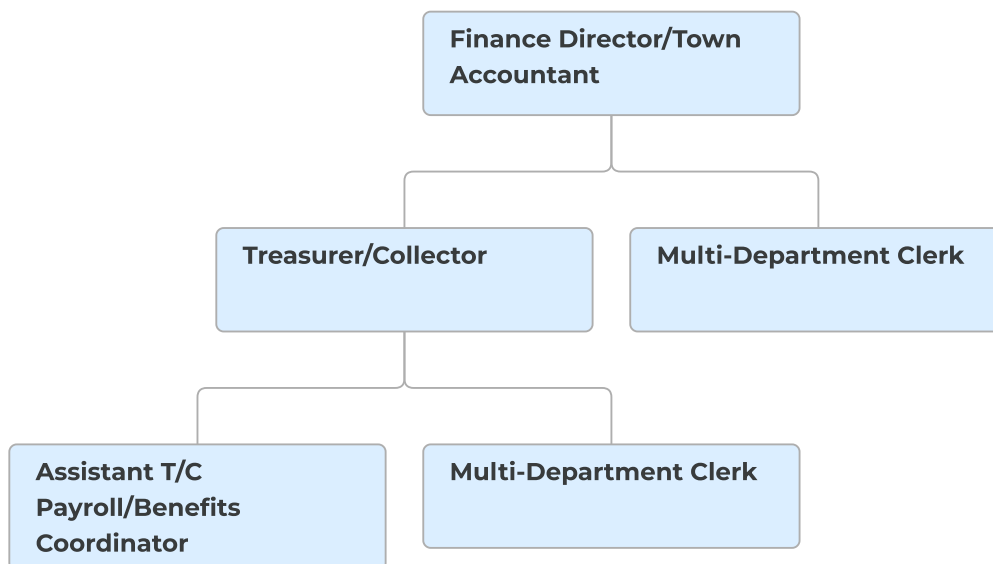 Finance Director/Town
Accountant
Treasurer/Collector
Multi-Department Clerk
Assistant T/C
Payroll/Benefits
Coordinator
Multi-Department Clerk